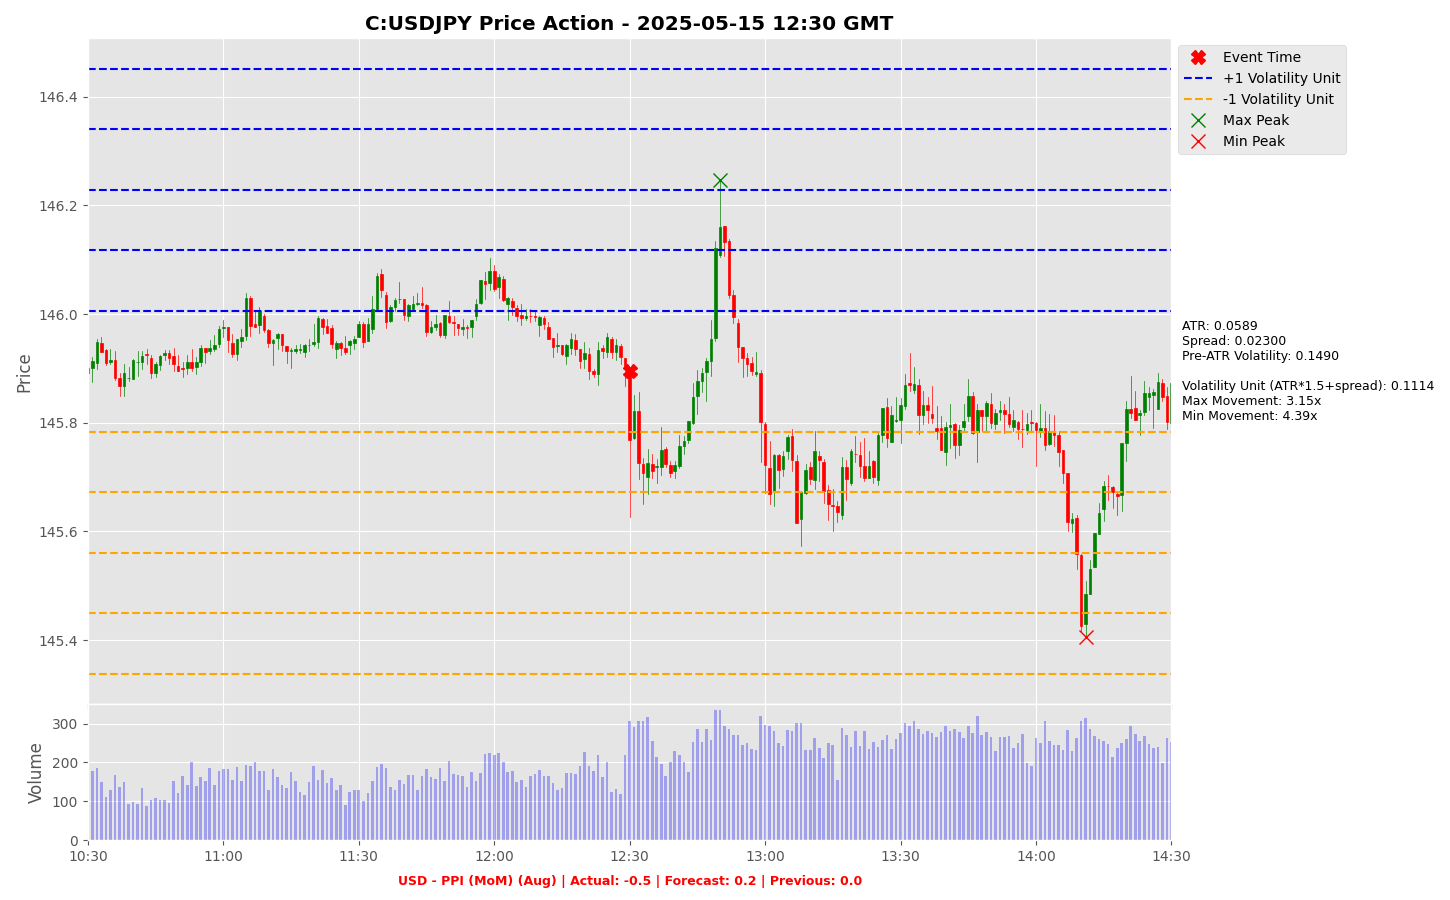 C:USDJPY Price Action - 2025-05-15 12:30 GMT
Event Time
+1 Volatility Unit
-1 Volatility Unit
Max Peak
Min Peak
Price
146.4
146.2
146.0
145.8
145.6
145.4
ATR: 0.0589
Spread: 0.02300
Pre-ATR Volatility: 0.1490
Volatility Unit (ATR*1.5+spread): 0.1114
Max Movement: 3.15x
Min Movement: 4.39x
Volume
300
200
100
0
10:30 11:00 11:30 12:00 12:30 13:00 13:30 14:00 14:30
USD - PPI (MoM) (Aug) | Actual: -0.5 | Forecast: 0.2 | Previous: 0.0